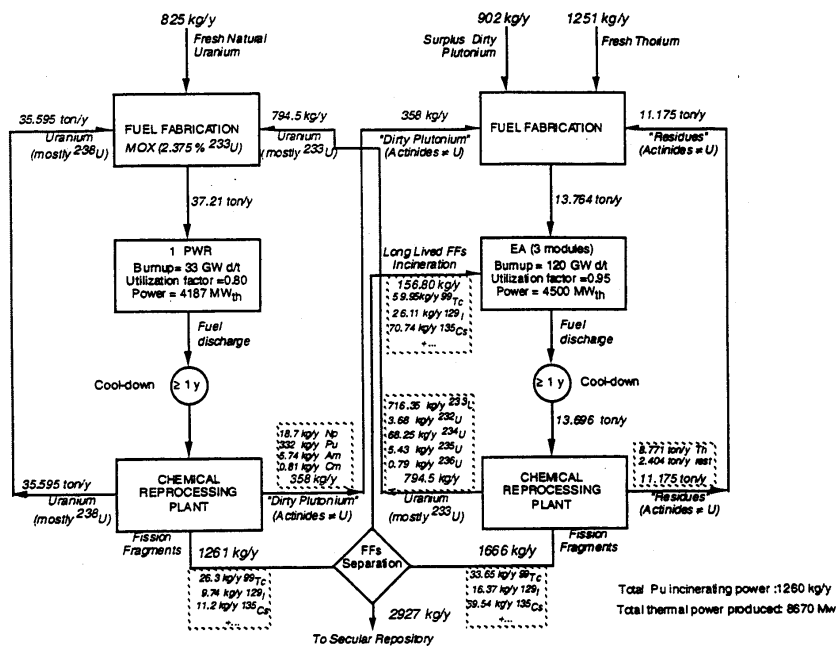 825 kg/y
Fresh Natural
Uranium
902 kg/y
Surplus Dirty
Plutonium
1251 kg/y
Fresh Thorium
35.595 ton/y
Uranium
(mostly 238U)
FUEL FABRICATION
MOX (2.375 % 233U)
794.5 kg/y
Uranium
(mostly 233U)
358 kg/y
"Dirty Plutonium"
(Actinides ≠ U)
FUEL FABRICATION
11.175 ton/y
"Residues"
(Actinides ≠ U)
37.21 ton/y
13.764 ton/y
1 PWR
Burnup= 33 GW d/t
Utilization factor =0.80
Power = 4187 MWth
Long Lived FFs
Incineration
156.80 kg/y
59.95kg/y 99Tc
26.11 kg/y 129I
70.74 kg/y 135Cs
+...
EA (3 modules)
Burnup= 120 GW d/t
Utilization factor =0.95
Power = 4500 MWth
Fuel
discharge
Fuel
discharge
Cool-down
≥ 1 y
≥ 1 y
Cool-down
13.696 ton/y
18.7 kg/y Np
332 kg/y Pu
5.74 kg/y Am
0.81 kg/y Cm
358 kg/y
716.35 kg/y 233U
3.68 kg/y 232U
68.25 kg/y 234U
5.43 kg/y 235U
0.79 kg/y 236U
794.5 kg/y
8.771 ton/y Th
2.404 ton/y rest
11.175 ton/y
35.595 ton/y
Uranium
(mostly 238U)
CHEMICAL
REPROCESSING
PLANT
"Dirty Plutonium"
(Actinides ≠ U)
Uranium
(mostly 233U)
CHEMICAL
REPROCESSING
PLANT
"Residues"
(Actinides ≠ U)
Fission
Fragments
1261 kg/y
FFs
Separation
1666 kg/y
Fission
Fragments
26.3 kg/y 99Tc
9.74 kg/y 129I
11.2 kg/y 135Cs
+...
33.65 kg/y 99Tc
16.37 kg/y 129I
59.54 kg/y 135Cs
+...
2927 kg/y
To Secular Repository
Total Pu incinerating power :1260 kg/y
Total thermal power produced: 8670 Mw